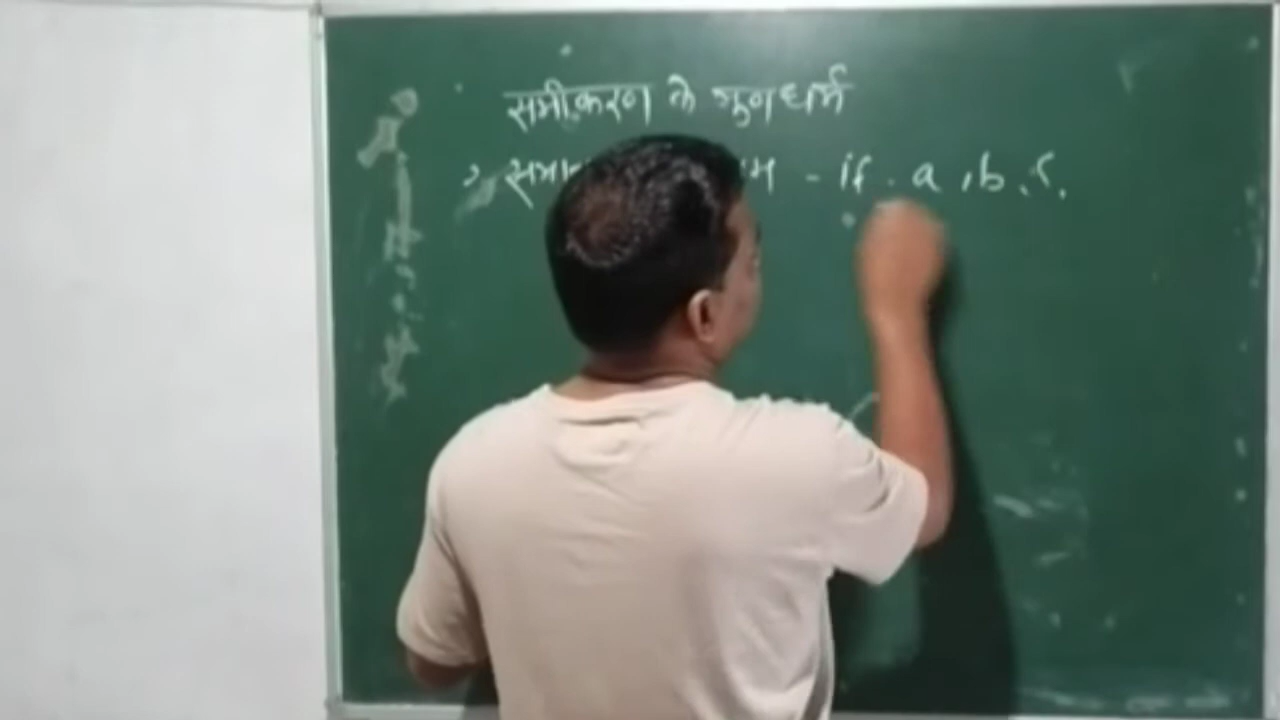 समीकरण के गुणधर्म
- if . a , b , c ,